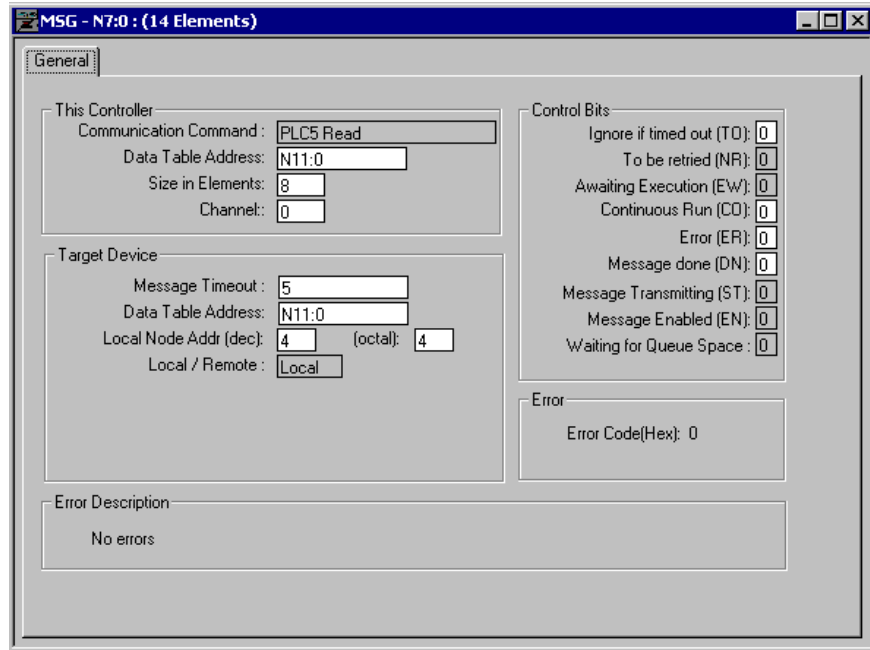 MSG - N7:0 : (14 Elements)
General
This Controller
Communication Command : PLC5 Read
Data Table Address: N11:0
Size in Elements: 8
Channel:: 0
Target Device
Message Timeout : 5
Data Table Address: N11:0
Local Node Addr (dec): 4 (octal): 4
Local / Remote : Local
Control Bits
Ignore if timed out (TO): 0
To be retried (NR): 0
Awaiting Execution (EW): 0
Continuous Run (CO): 0
Error (ER): 0
Message done (DN): 0
Message Transmitting (ST): 0
Message Enabled (EN): 0
Waiting for Queue Space : 0
Error
Error Code(Hex): 0
Error Description
No errors